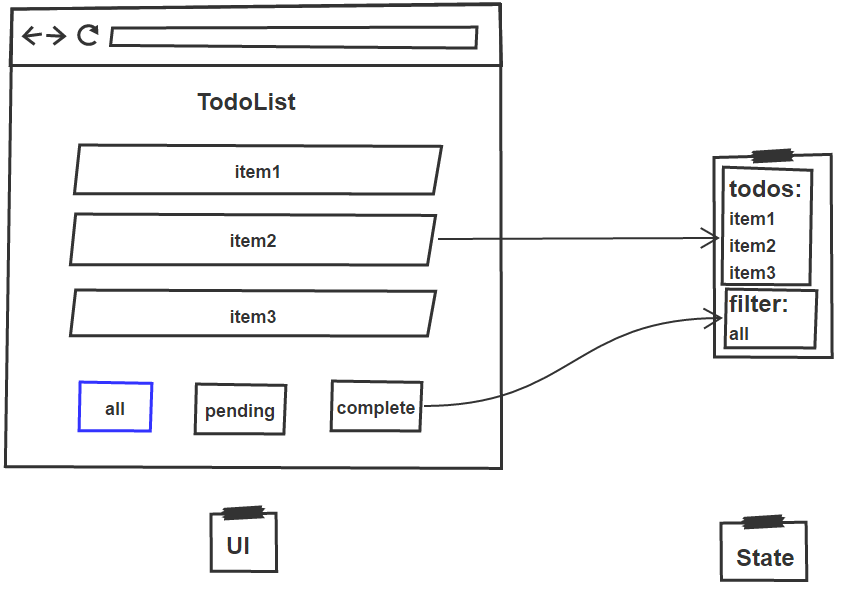 TodoList
item1
item2
item3
all
pending
complete
todos:
item1
item2
item3
filter:
all
UI
State